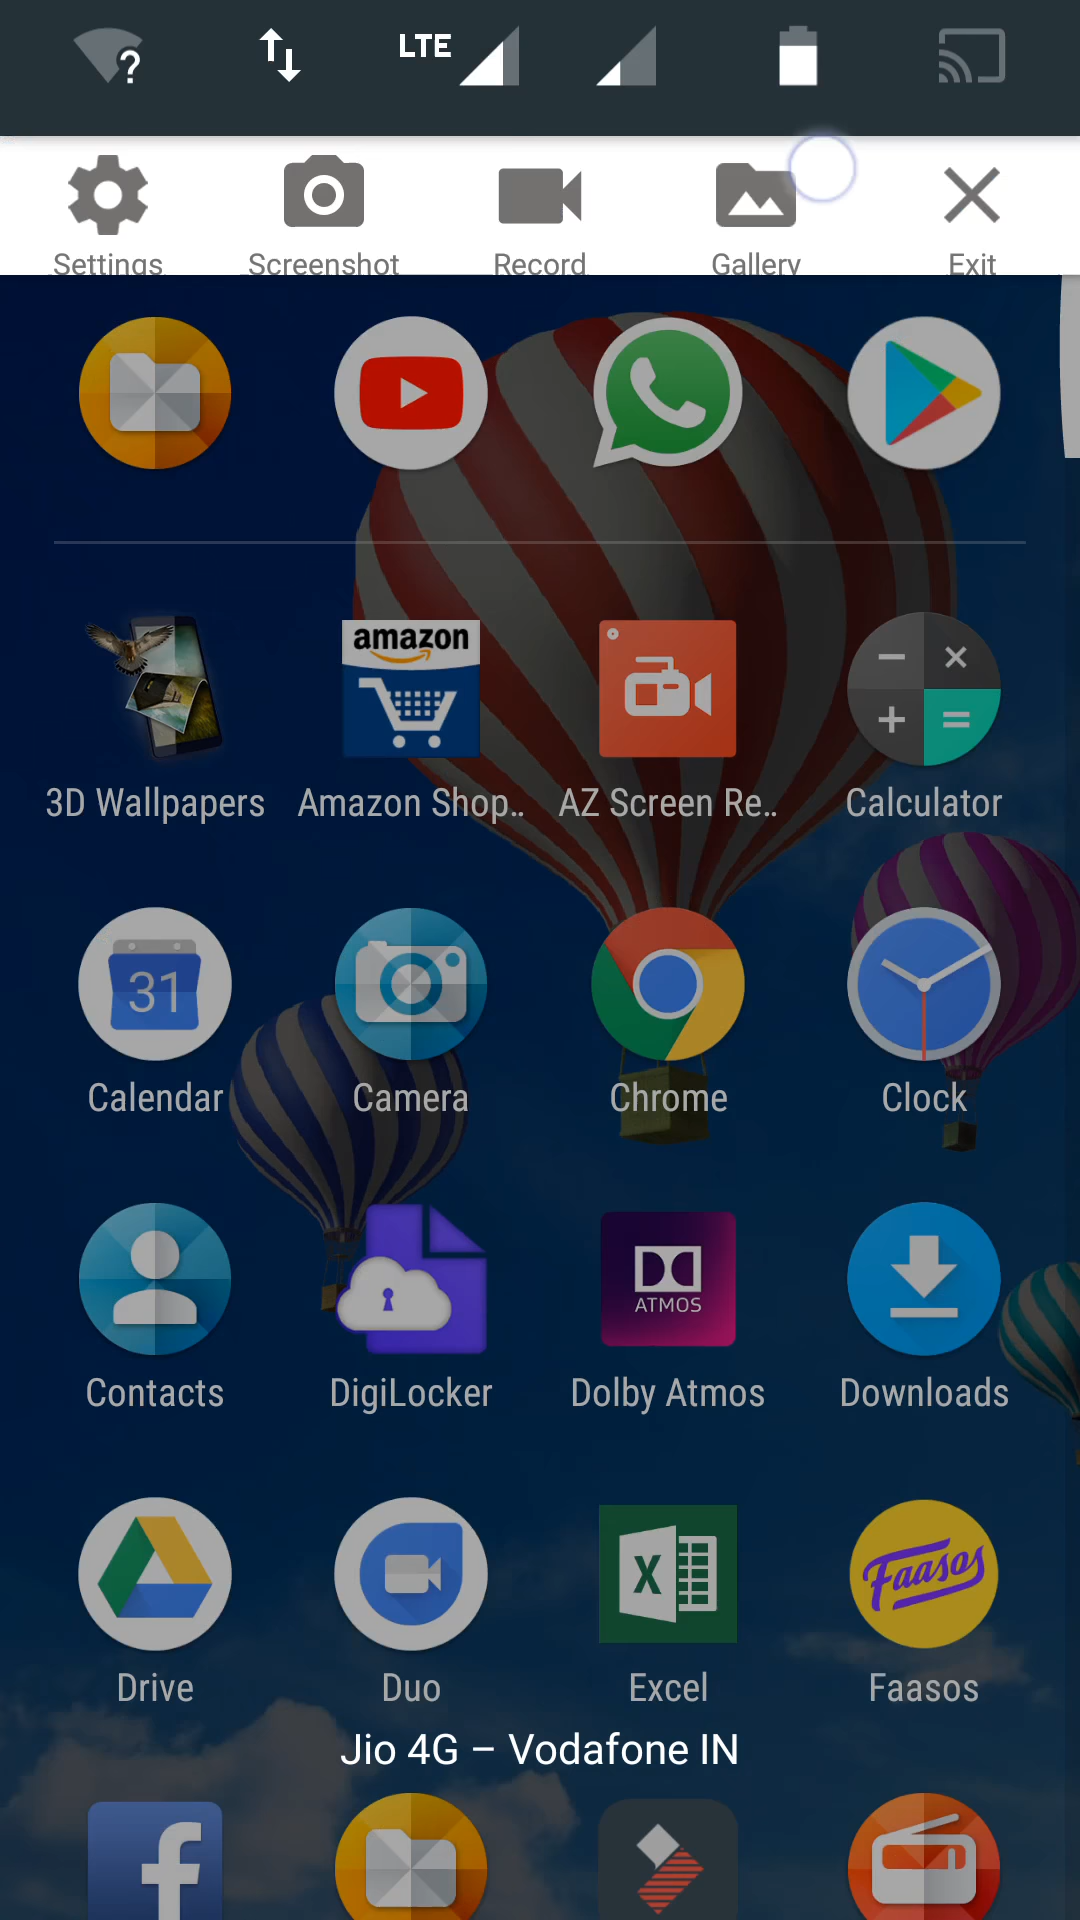 LTE
Settings Screenshot Record Gallery Exit
amazon
3D Wallpapers Amazon Shop.. AZ Screen Re.. Calculator
31
Calendar Camera Chrome Clock
ATMOS
Contacts DigiLocker Dolby Atmos Downloads
X Faasos
Drive Duo Excel Faasos
Jio 4G – Vodafone IN
f